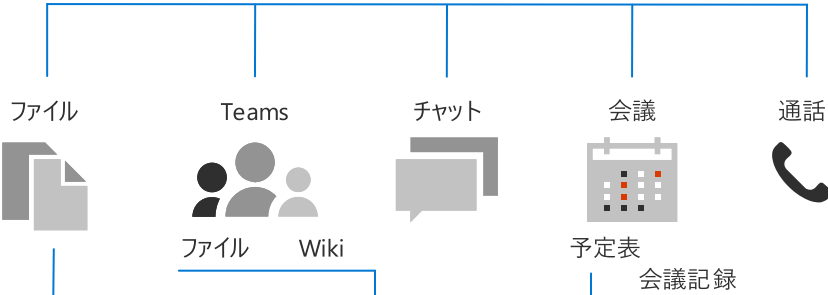 ファイル
Teams
チャット
会議
通話
ファイル
Wiki
予定表
会議記録